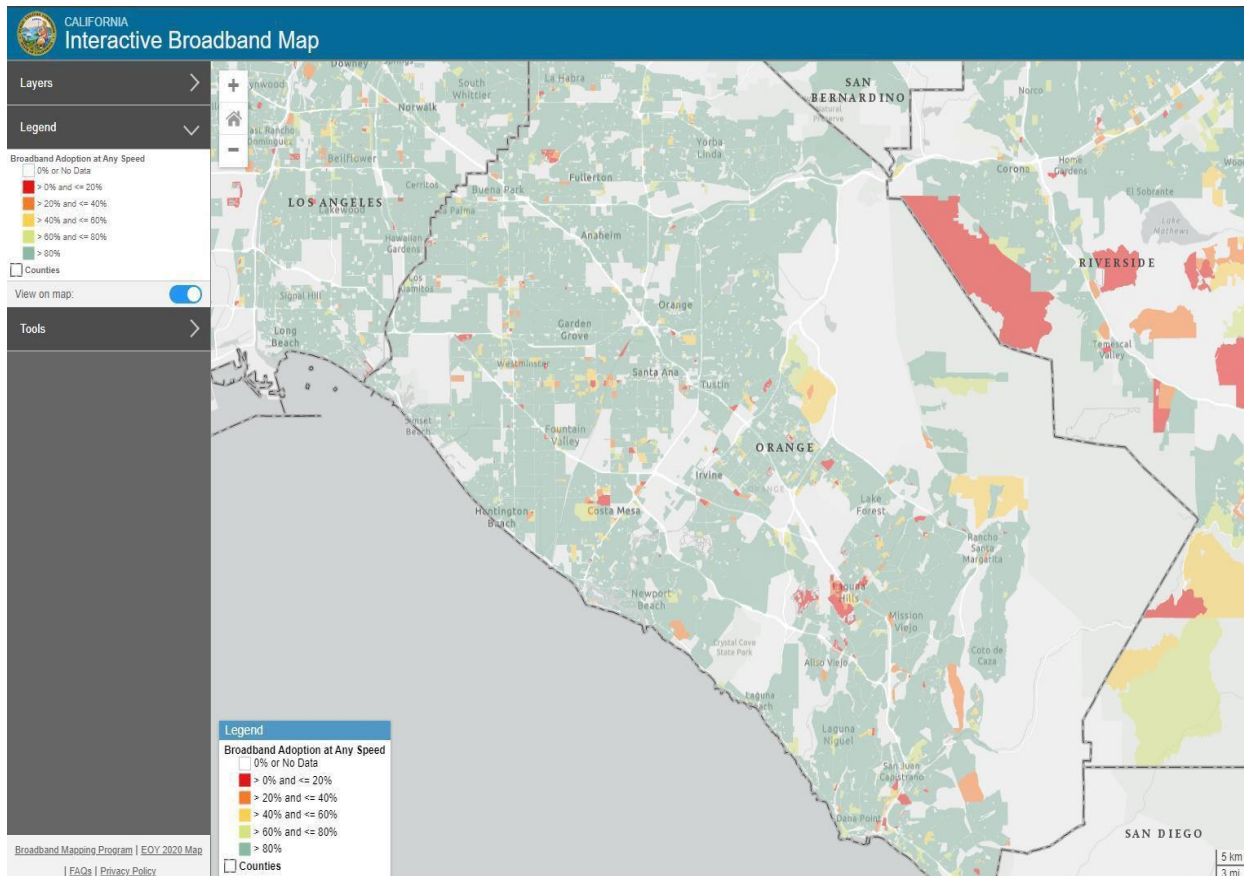 CALIFORNIA
Interactive Broadband Map
Layers
Legend
Broadband Adoption at Any Speed
0% or No Data
> 0% and <= 20%
> 20% and <= 40%
> 40% and <= 60%
> 60% and <= 80%
> 80%
Counties
View on map:
Tools
Broadband Mapping Program | EOY 2020 Map
| FAQs | Privacy Policy
+
−
Downey
South
Whittier
La Habra
SAN
BERNARDINO
Norco
Norwalk
Yorba
Linda
Bellflower
Fullerton
Corona
Home
Gardens
Cerritos
Buena Park
El Sobrante
LOS ANGELES
Lakewood
La Palma
Lake
Mathews
Anaheim
Hawaiian
Gardens
RIVERSIDE
Los
Alamitos
Signal Hill
Orange
Long
Beach
Garden
Grove
Temescal
Valley
Westminster
Santa Ana
Tustin
Sunset
Beach
Fountain
Valley
ORANGE
Irvine
ORANGE
Lake
Forest
Huntington
Beach
Costa Mesa
Rancho
Santa
Margarita
Newport
Beach
Laguna
Hills
Mission
Viejo
Crystal Cove
State Park
Aliso Viejo
Coto de
Caza
Laguna
Beach
Laguna
Niguel
San Juan
Capistrano
Dana Point
SAN DIEGO
5 km
3 mi
Legend
Broadband Adoption at Any Speed
0% or No Data
> 0% and <= 20%
> 20% and <= 40%
> 40% and <= 60%
> 60% and <= 80%
> 80%
Counties